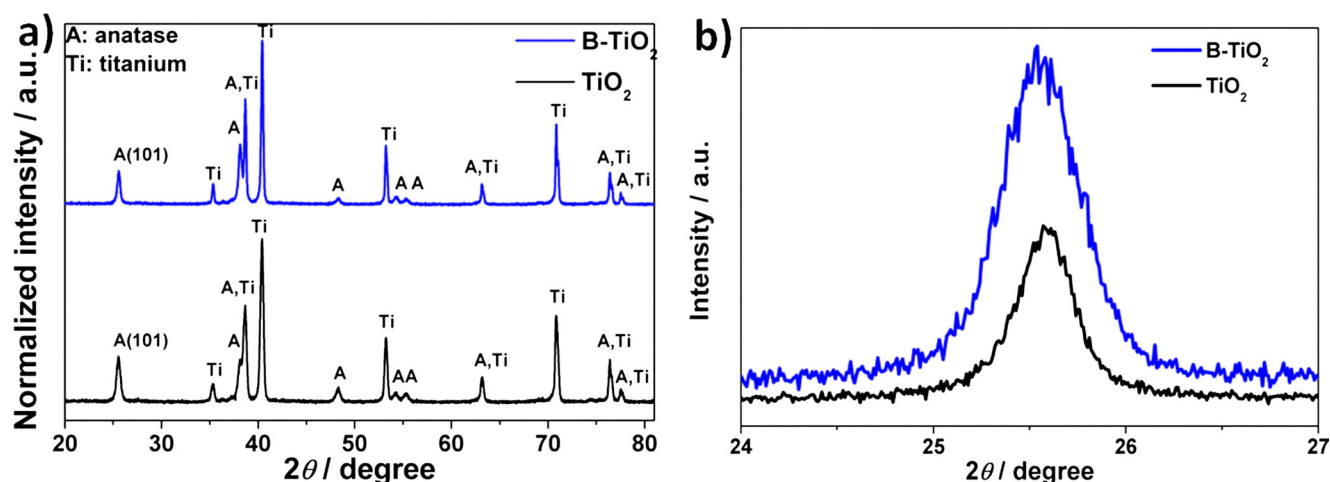 a)
A: anatase
Ti: titanium
B-TiO₂
TiO₂
Ti
A,Ti
A
A(101)
Ti
A
Ti
A A
A,Ti
Ti
A,Ti
A,Ti
Ti
A,Ti
A
A(101)
Ti
A
Ti
AA
A,Ti
Ti
A,Ti
A,Ti
Normalized intensity / a.u.
20 30 40 50 60 70 80
2θ / degree
b)
B-TiO₂
TiO₂
Intensity / a.u.
24 25 26 27
2θ / degree